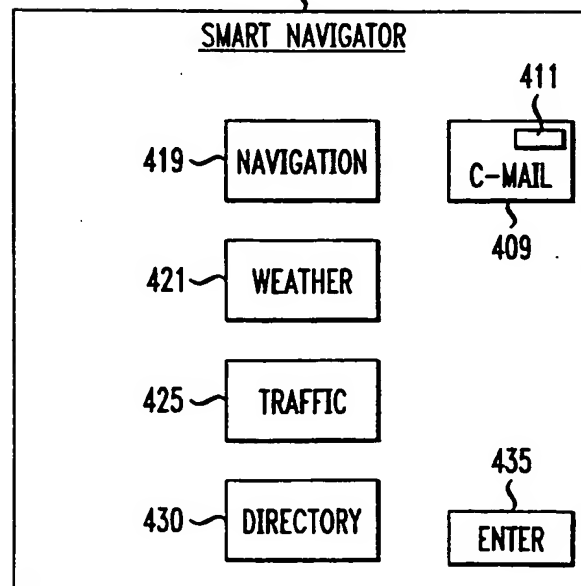 SMART NAVIGATOR
411
419 NAVIGATION
C-MAIL
409
421 WEATHER
425 TRAFFIC
435
430 DIRECTORY
ENTER